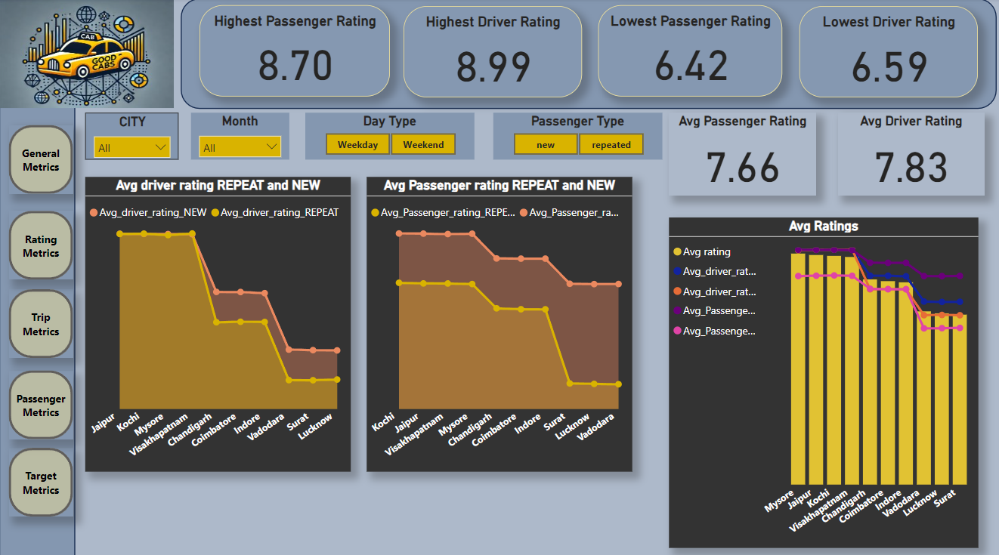 CAB
GOOD
CABS
Highest Passenger Rating
8.70
Highest Driver Rating
8.99
Lowest Passenger Rating
6.42
Lowest Driver Rating
6.59
CITY
All
Month
All
Day Type
Weekday
Weekend
Passenger Type
new
repeated
Avg Passenger Rating
7.66
Avg Driver Rating
7.83
General
Metrics
Rating
Metrics
Trip
Metrics
Passenger
Metrics
Target
Metrics
Avg driver rating REPEAT and NEW
Avg_driver_rating_NEW
Avg_driver_rating_REPEAT
Jaipur
Kochi
Mysore
Visakhapatnam
Chandigarh
Coimbatore
Indore
Vadodara
Surat
Lucknow
Avg Passenger rating REPEAT and NEW
Avg_Passenger_rating_REPE...
Avg_Passenger_ra...
Kochi
Jaipur
Visakhapatnam
Mysore
Chandigarh
Coimbatore
Indore
Surat
Lucknow
Vadodara
Avg Ratings
Avg rating
Avg_driver_rat...
Avg_driver_rat...
Avg_Passenge...
Avg_Passenge...
Mysore
Jaipur
Kochi
Visakhapatnam
Chandigarh
Coimbatore
Indore
Vadodara
Lucknow
Surat